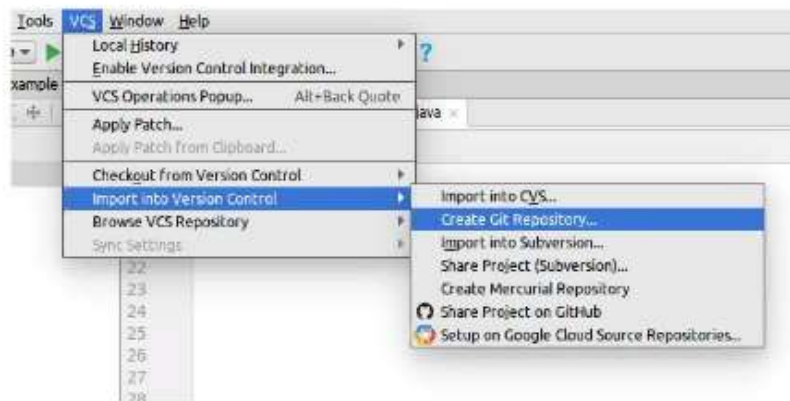 Tools VCS Window Help
Local History
?
Enable Version Control Integration...
xample
VCS Operations Popup... Alt+Back Quote
java ×
Apply Patch...
Apply Patch from Clipboard...
Checkout from Version Control
Import into Version Control
Import into CVS...
Browse VCS Repository
Create Git Repository...
Sync Settings
Import into Subversion...
22
Share Project (Subversion)...
23
Create Mercurial Repository
24
Share Project on GitHub
25
Setup on Google Cloud Source Repositories...
26
27
28